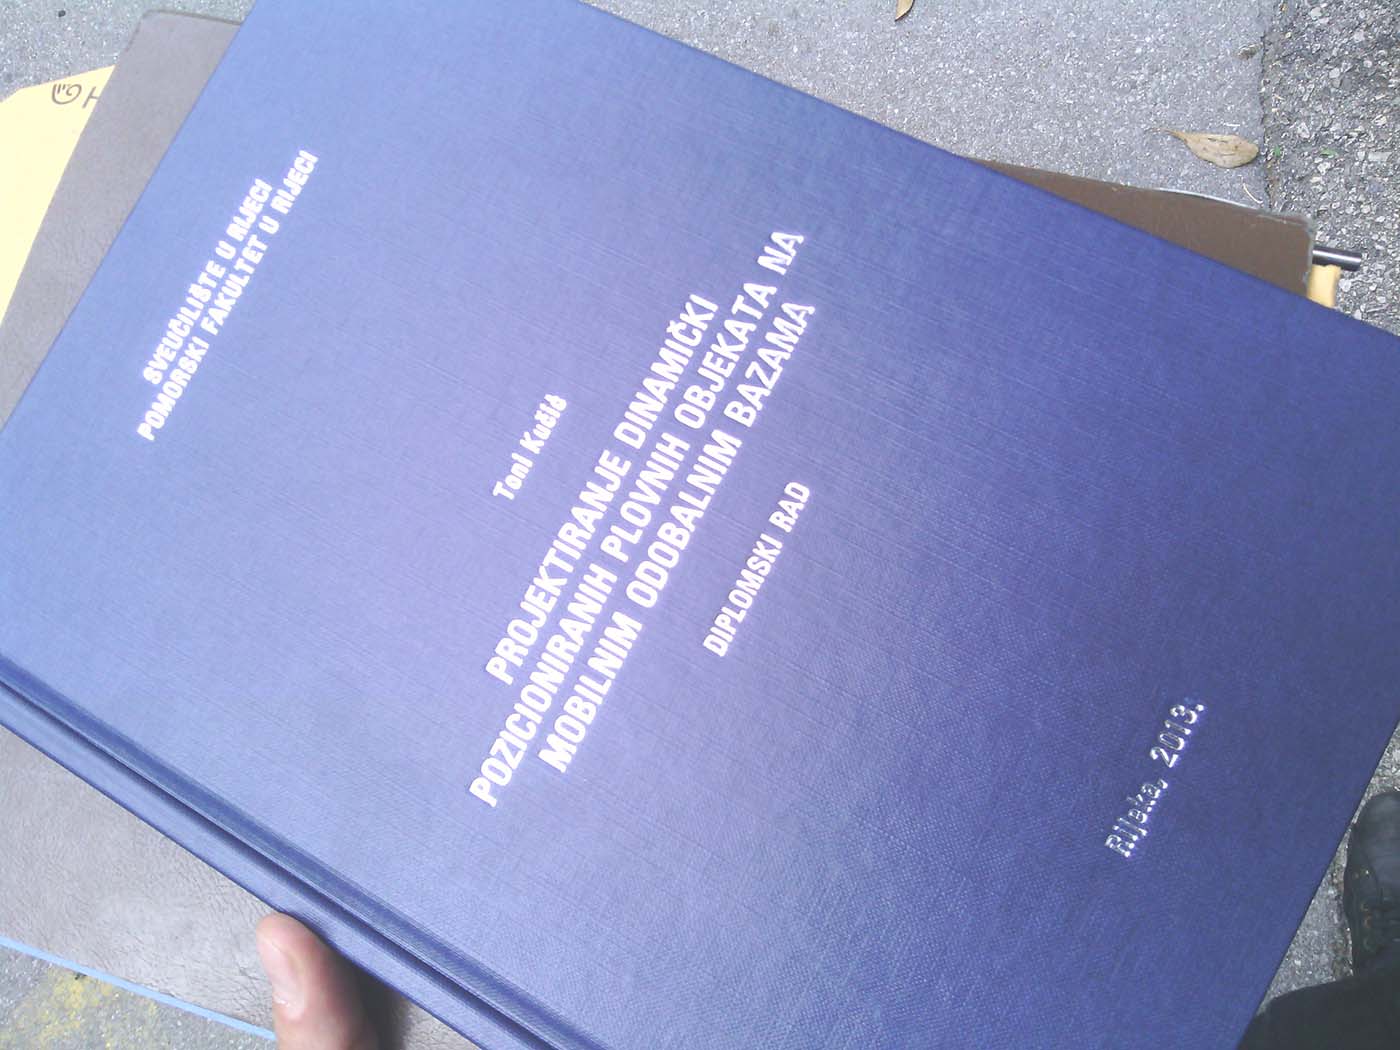 SVEUČILIŠTE U RIJECI
POMORSKI FAKULTET U RIJECI
Toni Kučić
PROJEKTIRANJE DINAMIČKI
POZICIONIRANIH PLOVNIH OBJEKATA NA
MOBILNIM ODOBALNIM BAZAMA
DIPLOMSKI RAD
Rijeka, 2013.